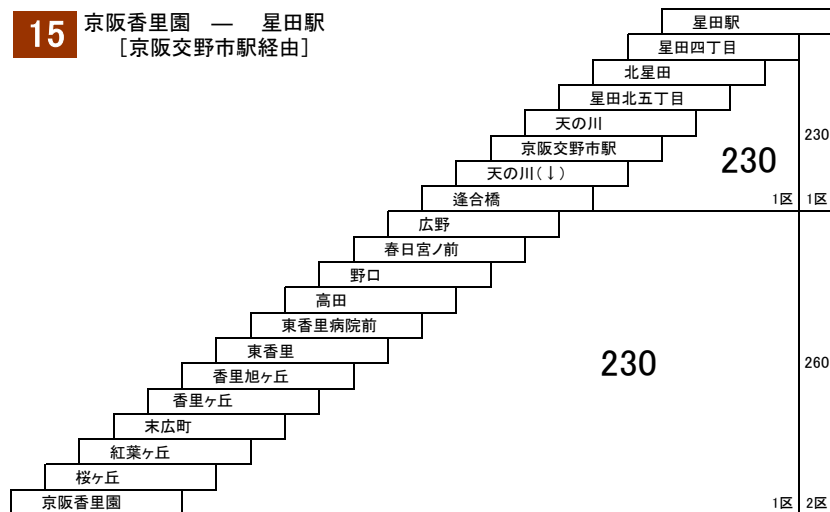 15
京阪香里園 ― 星田駅
[京阪交野市駅経由]
星田駅
星田四丁目
北星田
星田北五丁目
天の川
京阪交野市駅
天の川(↓)
逢合橋
広野
春日宮ノ前
野口
高田
東香里病院前
東香里
香里旭ヶ丘
香里ヶ丘
末広町
紅葉ヶ丘
桜ヶ丘
京阪香里園
230
230
1区
1区
230
260
1区
2区